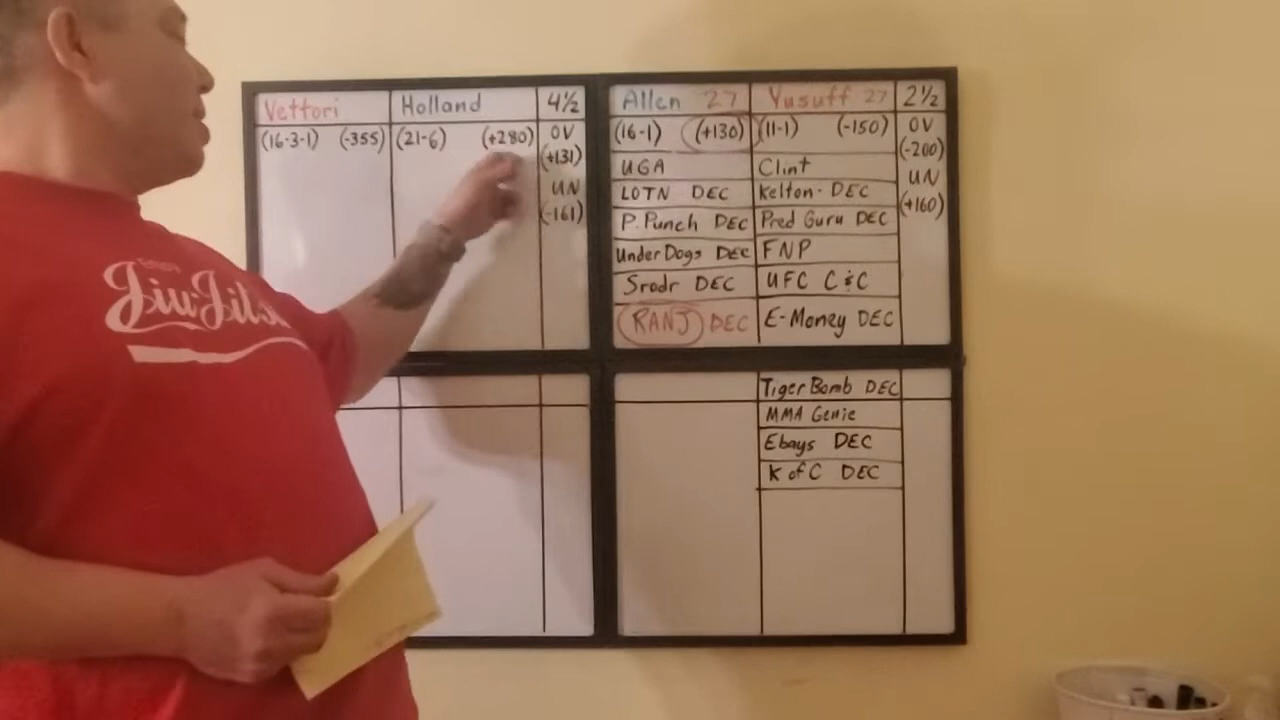 Vettori Holland 4½
(16-3-1) (-355) (21-6) (+280) OV
(+131)
UN
(-161)
Allen 27 Yusuff 27 2½
(16-1) (+130) (11-1) (-150) OV
(-200)
UN
(+160)
UGA Clint
LOTN DEC Kelton- DEC
P. Punch DEC Pred Guru DEC
UnderDogs DEC FNP
Srodr DEC UFC C&C
RANJ DEC E-Money DEC
Tiger Bomb DEC
MMA Genie
Ebays DEC
K of C DEC
Enjoy
Jiu-Jits